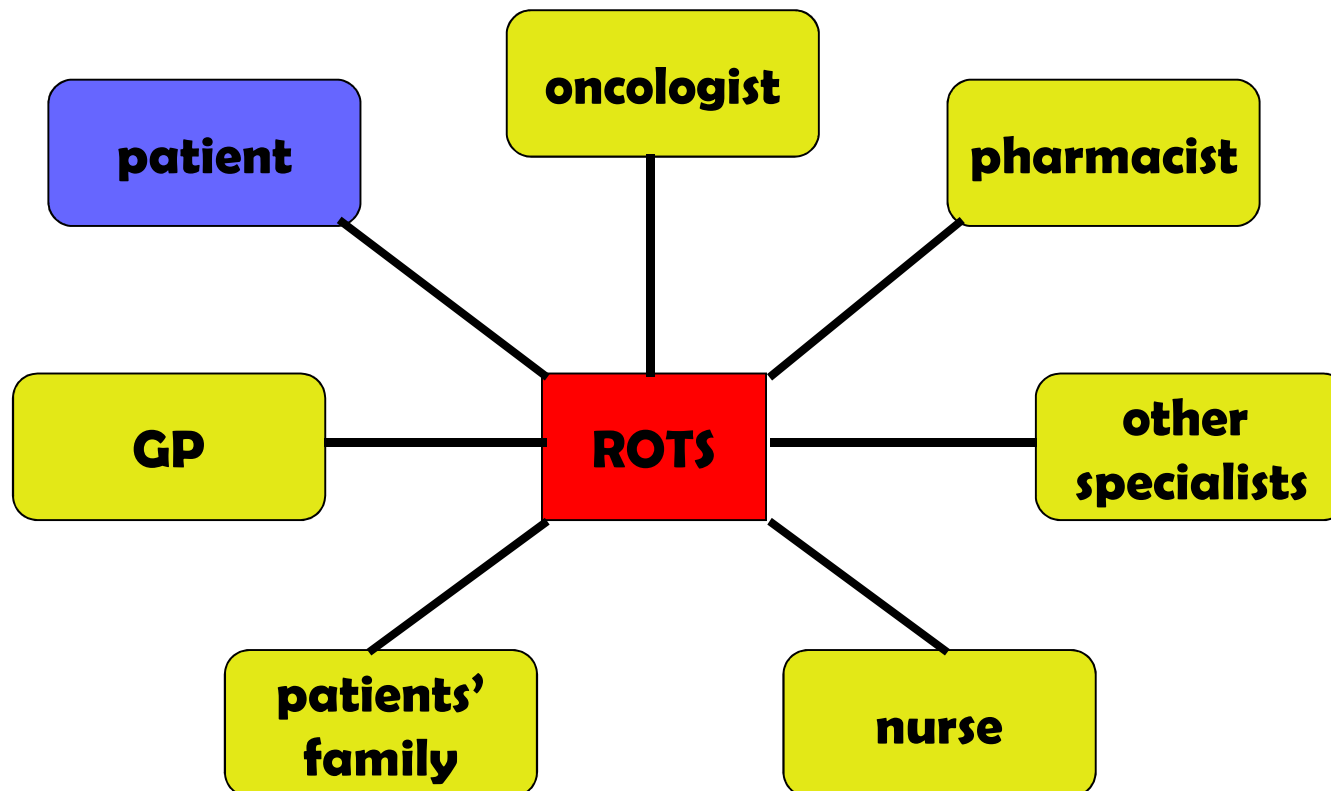 oncologist
patient
pharmacist
GP
ROTS
other
specialists
patients’
family
nurse